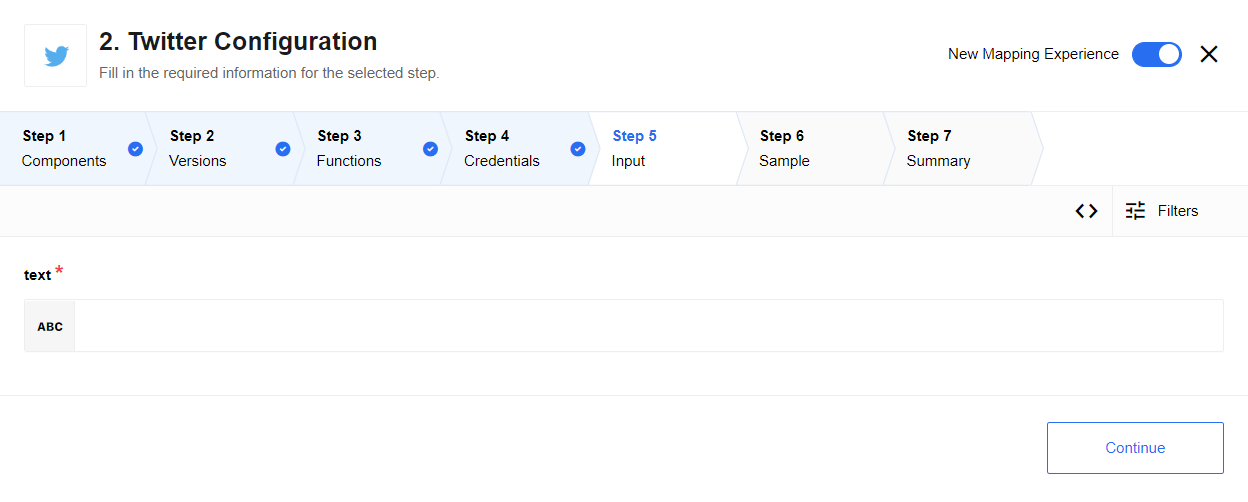 2. Twitter Configuration
Fill in the required information for the selected step.
New Mapping Experience
Step 1
Components
Step 2
Versions
Step 3
Functions
Step 4
Credentials
Step 5
Input
Step 6
Sample
Step 7
Summary
Filters
text *
ABC
Continue